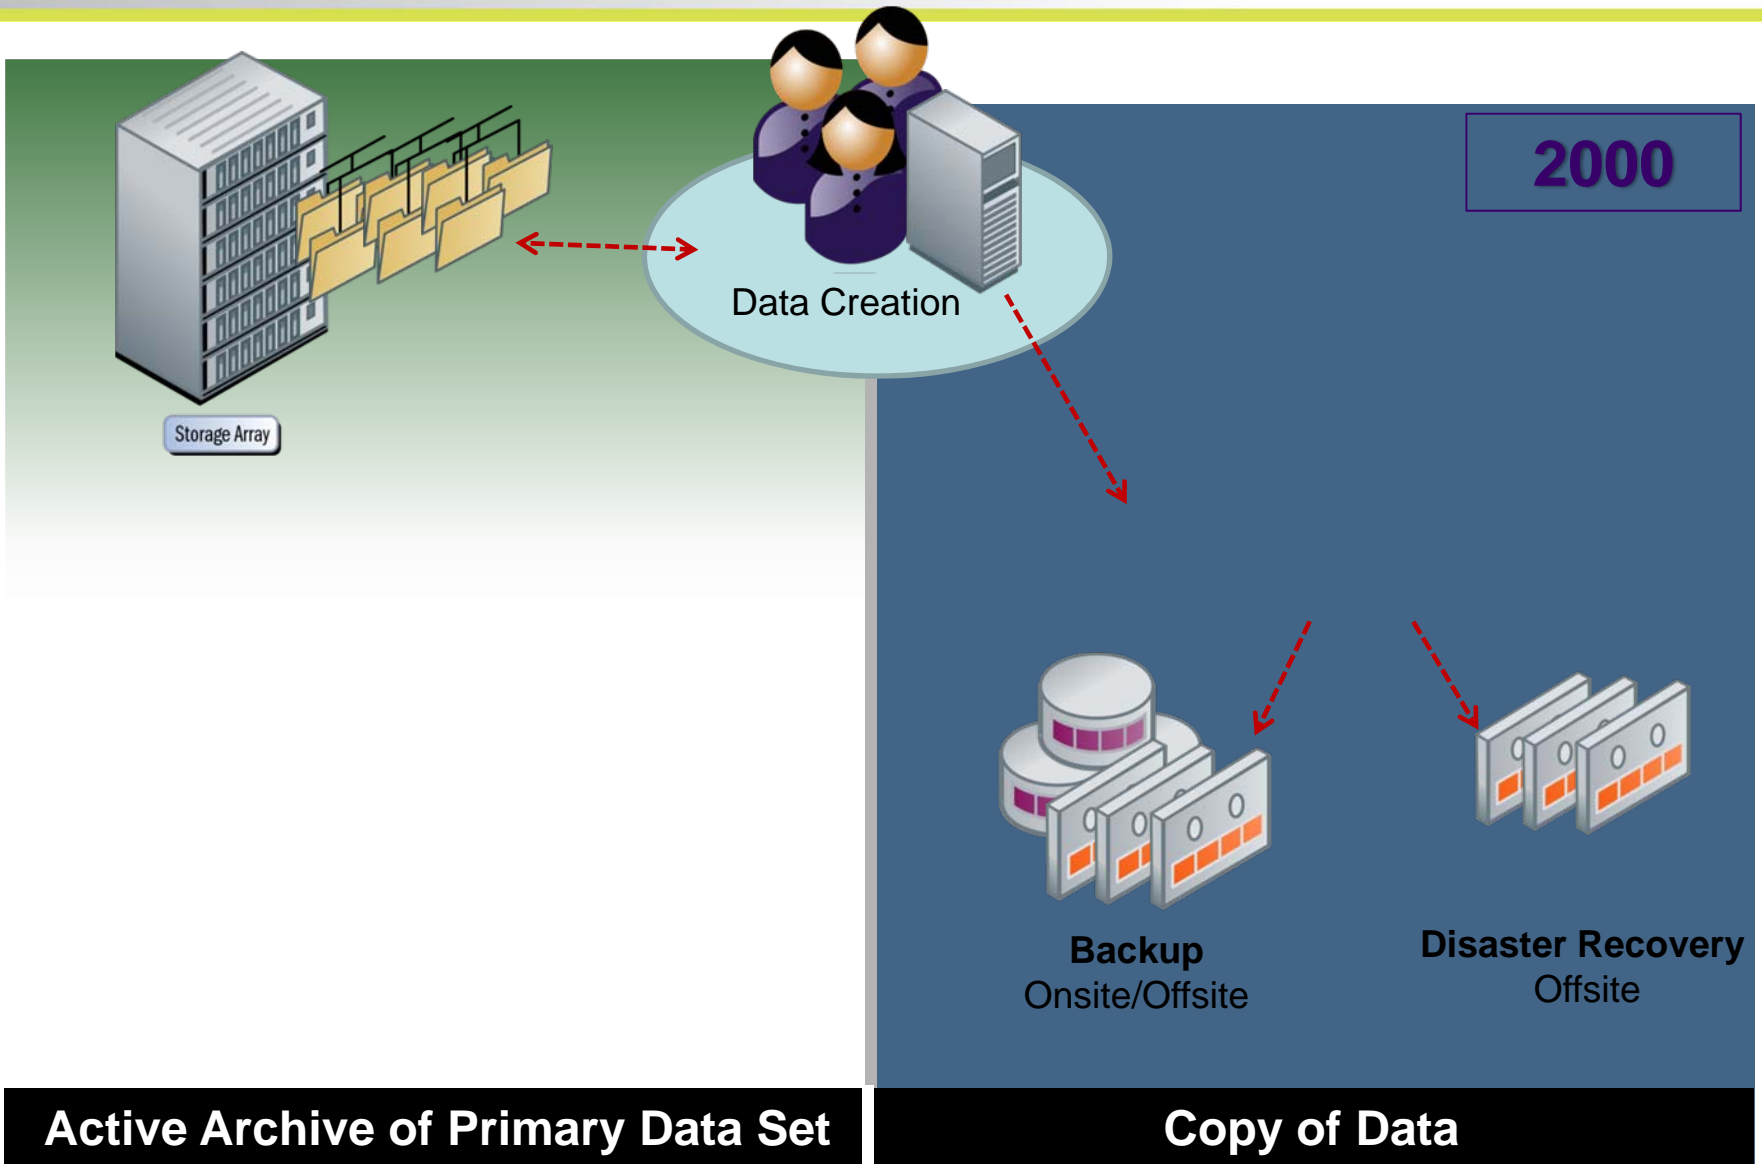 2000
Data Creation
Storage Array
Backup
Onsite/Offsite
Disaster Recovery
Offsite
Active Archive of Primary Data Set
Copy of Data